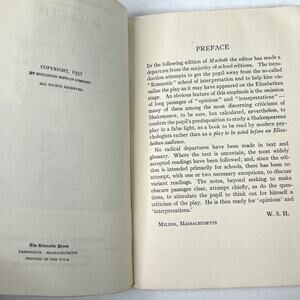 COPYRIGHT, 1931
BY HOUGHTON MIFFLIN COMPANY
ALL RIGHTS RESERVED
The Riverside Press
CAMBRIDGE · MASSACHUSETTS
PRINTED IN THE U.S.A.
PREFACE
In the following edition of Macbeth the editor has made a
departure from the majority of school editions. The intro-
duction attempts to get the pupil away from the so-called
"Romantic" school of interpretation and to help him vis-
ualize the play as it may have appeared on the Elizabethan
stage. An obvious feature of this emphasis is the omission
of long passages of "opinions" and "interpretations" —
many of them among the most discerning criticisms of
Shakespeare, to be sure, but calculated, nevertheless, to
confirm the pupil's predisposition to study a Shakespearean
play in a false light, as a book to be read by modern psy-
chologists rather than as a play to be acted before an Eliza-
bethan audience.
No radical departures have been made in text and
glossary. Where the text is uncertain, the most widely
accepted readings have been followed; and, since the edi-
tion is intended primarily for schools, there has been no
attempt, with one or two necessary exceptions, to discuss
variant readings. The notes, beyond seeking to make
obscure passages clear, attempt chiefly, as do the ques-
tions, to stimulate the pupil to think out for himself a
criticism of the play. He is then ready for 'opinions' and
'interpretations.'
W. S. H.
MILTON, MASSACHUSETTS